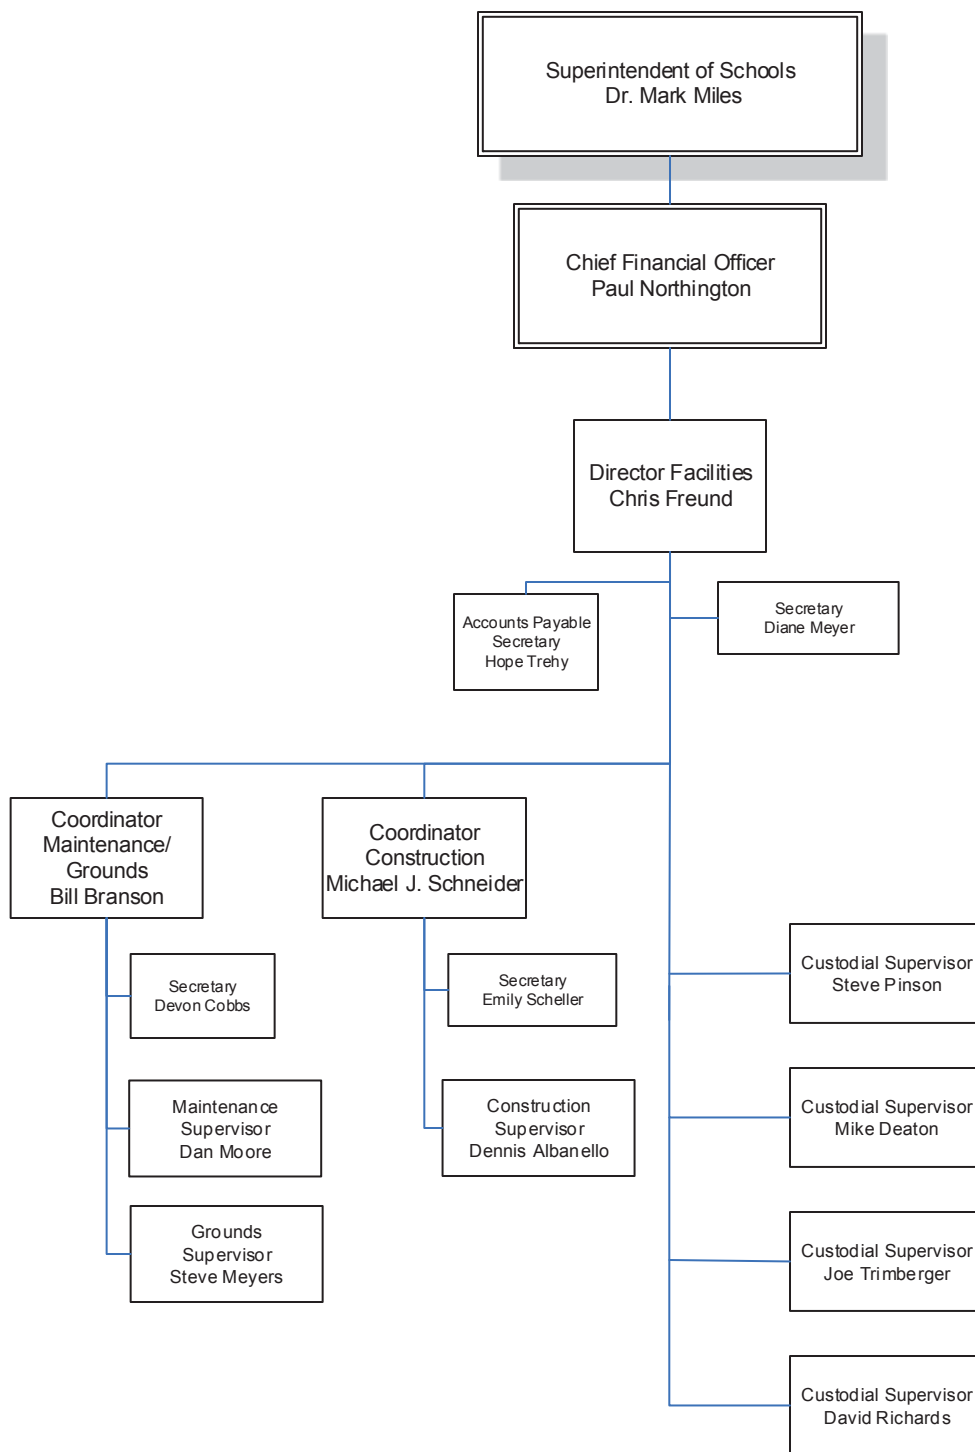 Superintendent of Schools
Dr. Mark Miles
Chief Financial Officer
Paul Northington
Director Facilities
Chris Freund
Accounts Payable
Secretary
Hope Trehy
Secretary
Diane Meyer
Coordinator
Maintenance/
Grounds
Bill Branson
Coordinator
Construction
Michael J. Schneider
Secretary
Devon Cobbs
Maintenance
Supervisor
Dan Moore
Grounds
Supervisor
Steve Meyers
Secretary
Emily Scheller
Construction
Supervisor
Dennis Albanello
Custodial Supervisor
Steve Pinson
Custodial Supervisor
Mike Deaton
Custodial Supervisor
Joe Trimberger
Custodial Supervisor
David Richards